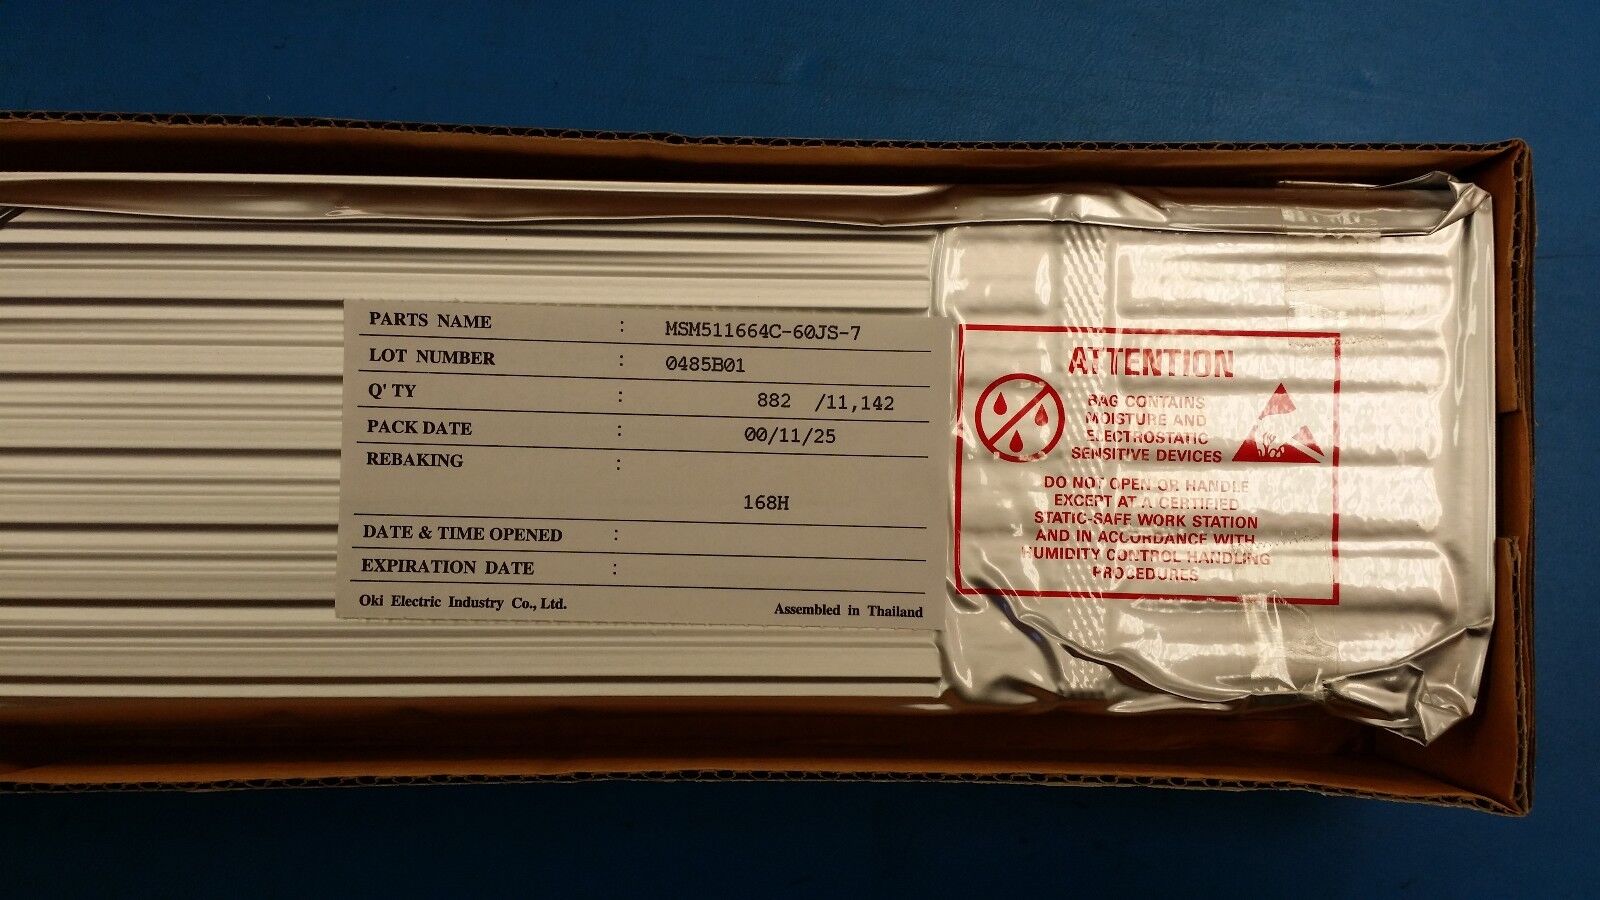 PARTS NAME : MSM511664C-60JS-7
LOT NUMBER : 0485B01
Q'TY : 882 /11,142
PACK DATE : 00/11/25
REBAKING :
168H
DATE & TIME OPENED :
EXPIRATION DATE :
Oki Electric Industry Co., Ltd. Assembled in Thailand
ATTENTION
BAG CONTAINS
MOISTURE AND
ELECTROSTATIC
SENSITIVE DEVICES
DO NOT OPEN OR HANDLE
EXCEPT AT A CERTIFIED
STATIC-SAFE WORK STATION
AND IN ACCORDANCE WITH
HUMIDITY CONTROL HANDLING
PROCEDURES